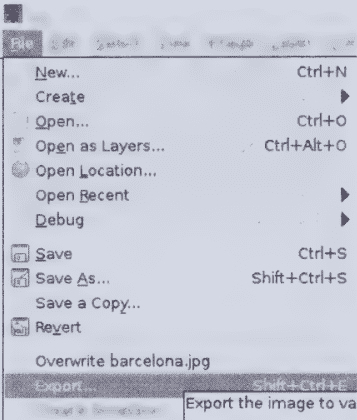 File
New... Ctrl+N
Create
Open... Ctrl+O
Open as Layers... Ctrl+Alt+O
Open Location...
Open Recent
Debug
Save Ctrl+S
Save As... Shift+Ctrl+S
Save a Copy...
Revert
Overwrite barcelona.jpg
Export... Shift+Ctrl+E
Export the image to va